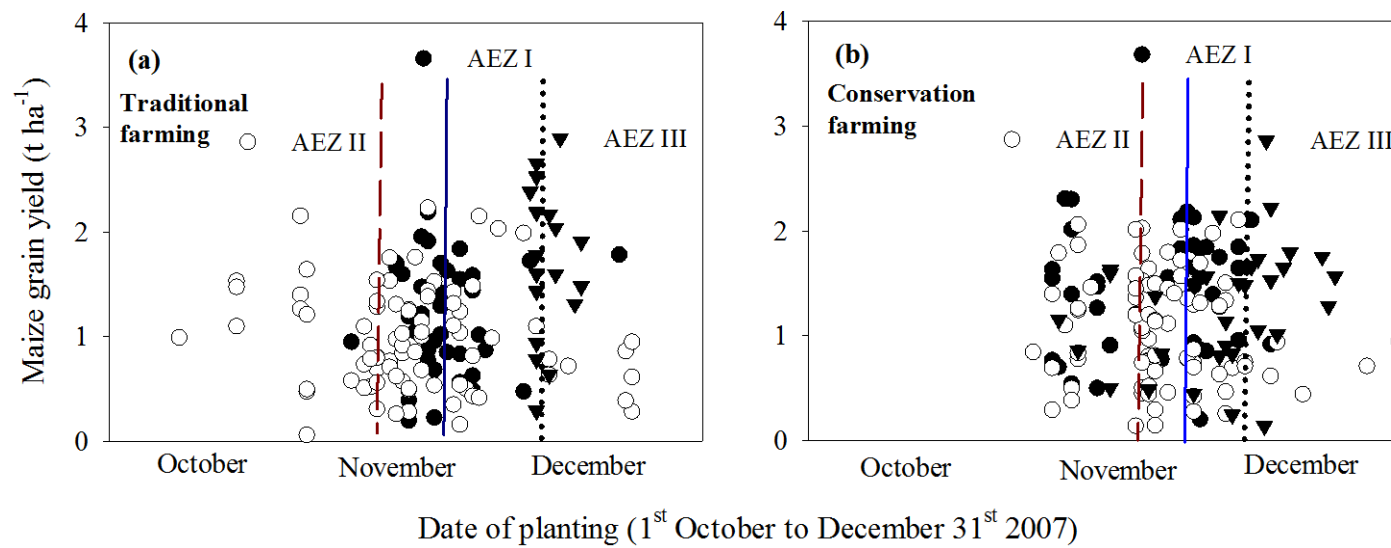 Maize grain yield (t ha⁻¹)
4
3
2
1
0
(a)
Traditional
farming
AEZ I
AEZ II
AEZ III
October
November
December
4
3
2
1
0
(b)
Conservation
farming
AEZ I
AEZ II
AEZ III
October
November
December
Date of planting (1ˢᵗ October to December 31ˢᵗ 2007)